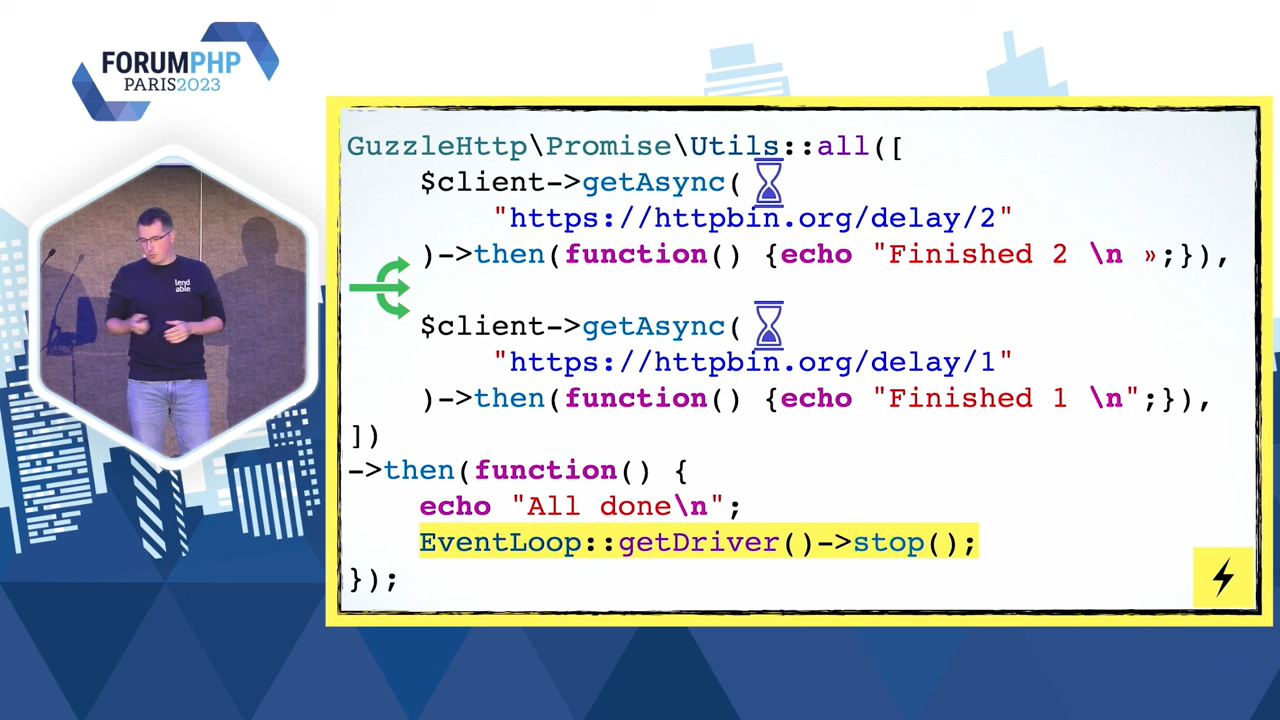 FORUMPHP
PARIS2023
lend
able
GuzzleHttp\Promise\Utils::all([
    $client->getAsync(
        "https://httpbin.org/delay/2"
    )->then(function() {echo "Finished 2 \n »;}),
    $client->getAsync(
        "https://httpbin.org/delay/1"
    )->then(function() {echo "Finished 1 \n";}),
])
->then(function() {
    echo "All done\n";
    EventLoop::getDriver()->stop();
});